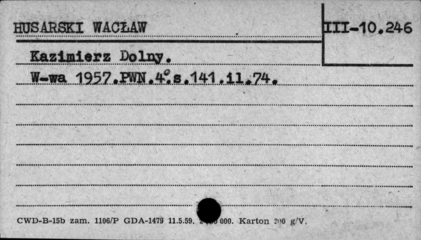 HUSARSKI WACŁAW III-10.246
Kazimierz Dolny.
W-wa 1957.PWN.4°.s.141.il.74.
CWD-B-15b zam. 1106/P GDA-1479 11.5.59. 000. Karton g/V.